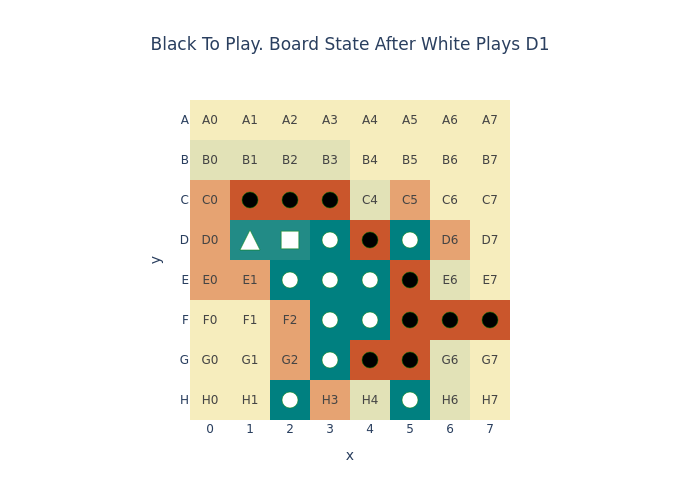 Black To Play. Board State After White Plays D1
A A0 A1 A2 A3 A4 A5 A6 A7
B B0 B1 B2 B3 B4 B5 B6 B7
C C0 C4 C5 C6 C7
D D0 D6 D7
E E0 E1 E6 E7
F F0 F1 F2
G G0 G1 G2 G6 G7
H H0 H1 H3 H4 H6 H7
0 1 2 3 4 5 6 7
x
y